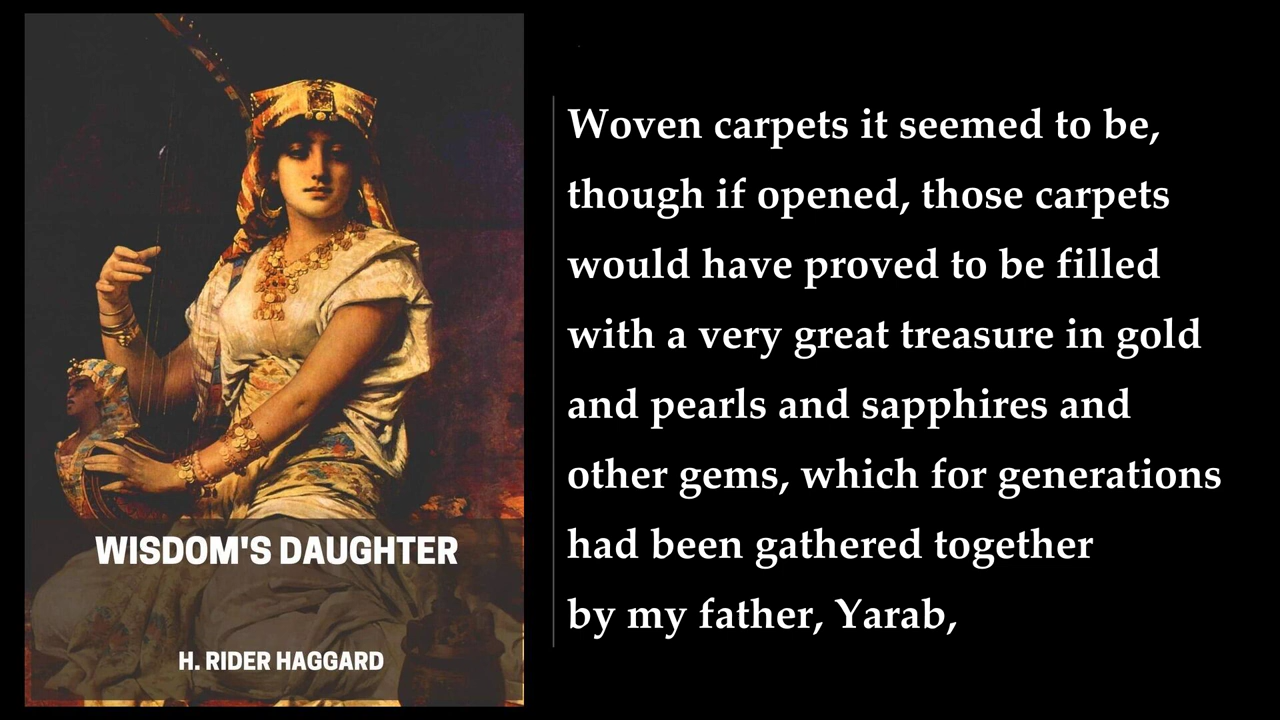 WISDOM'S DAUGHTER
H. RIDER HAGGARD
Woven carpets it seemed to be,
though if opened, those carpets
would have proved to be filled
with a very great treasure in gold
and pearls and sapphires and
other gems, which for generations
had been gathered together
by my father, Yarab,